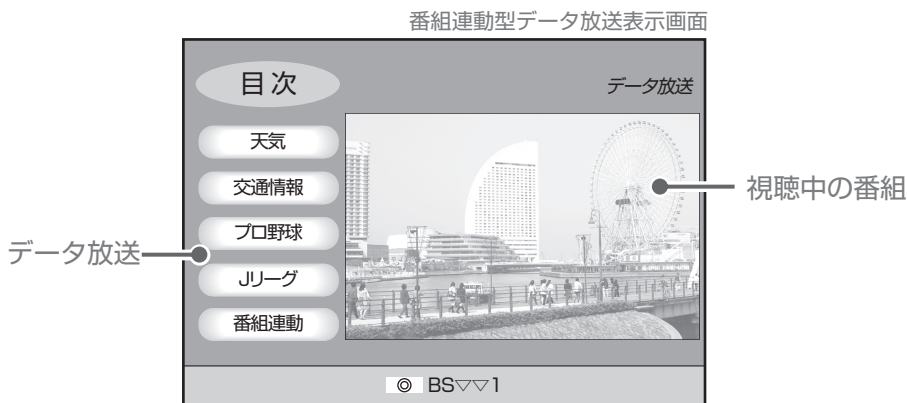 番組連動型データ放送表示画面
目次
データ放送
天気
交通情報
プロ野球
Jリーグ
番組連動
データ放送
視聴中の番組
◎ BS▽▽1